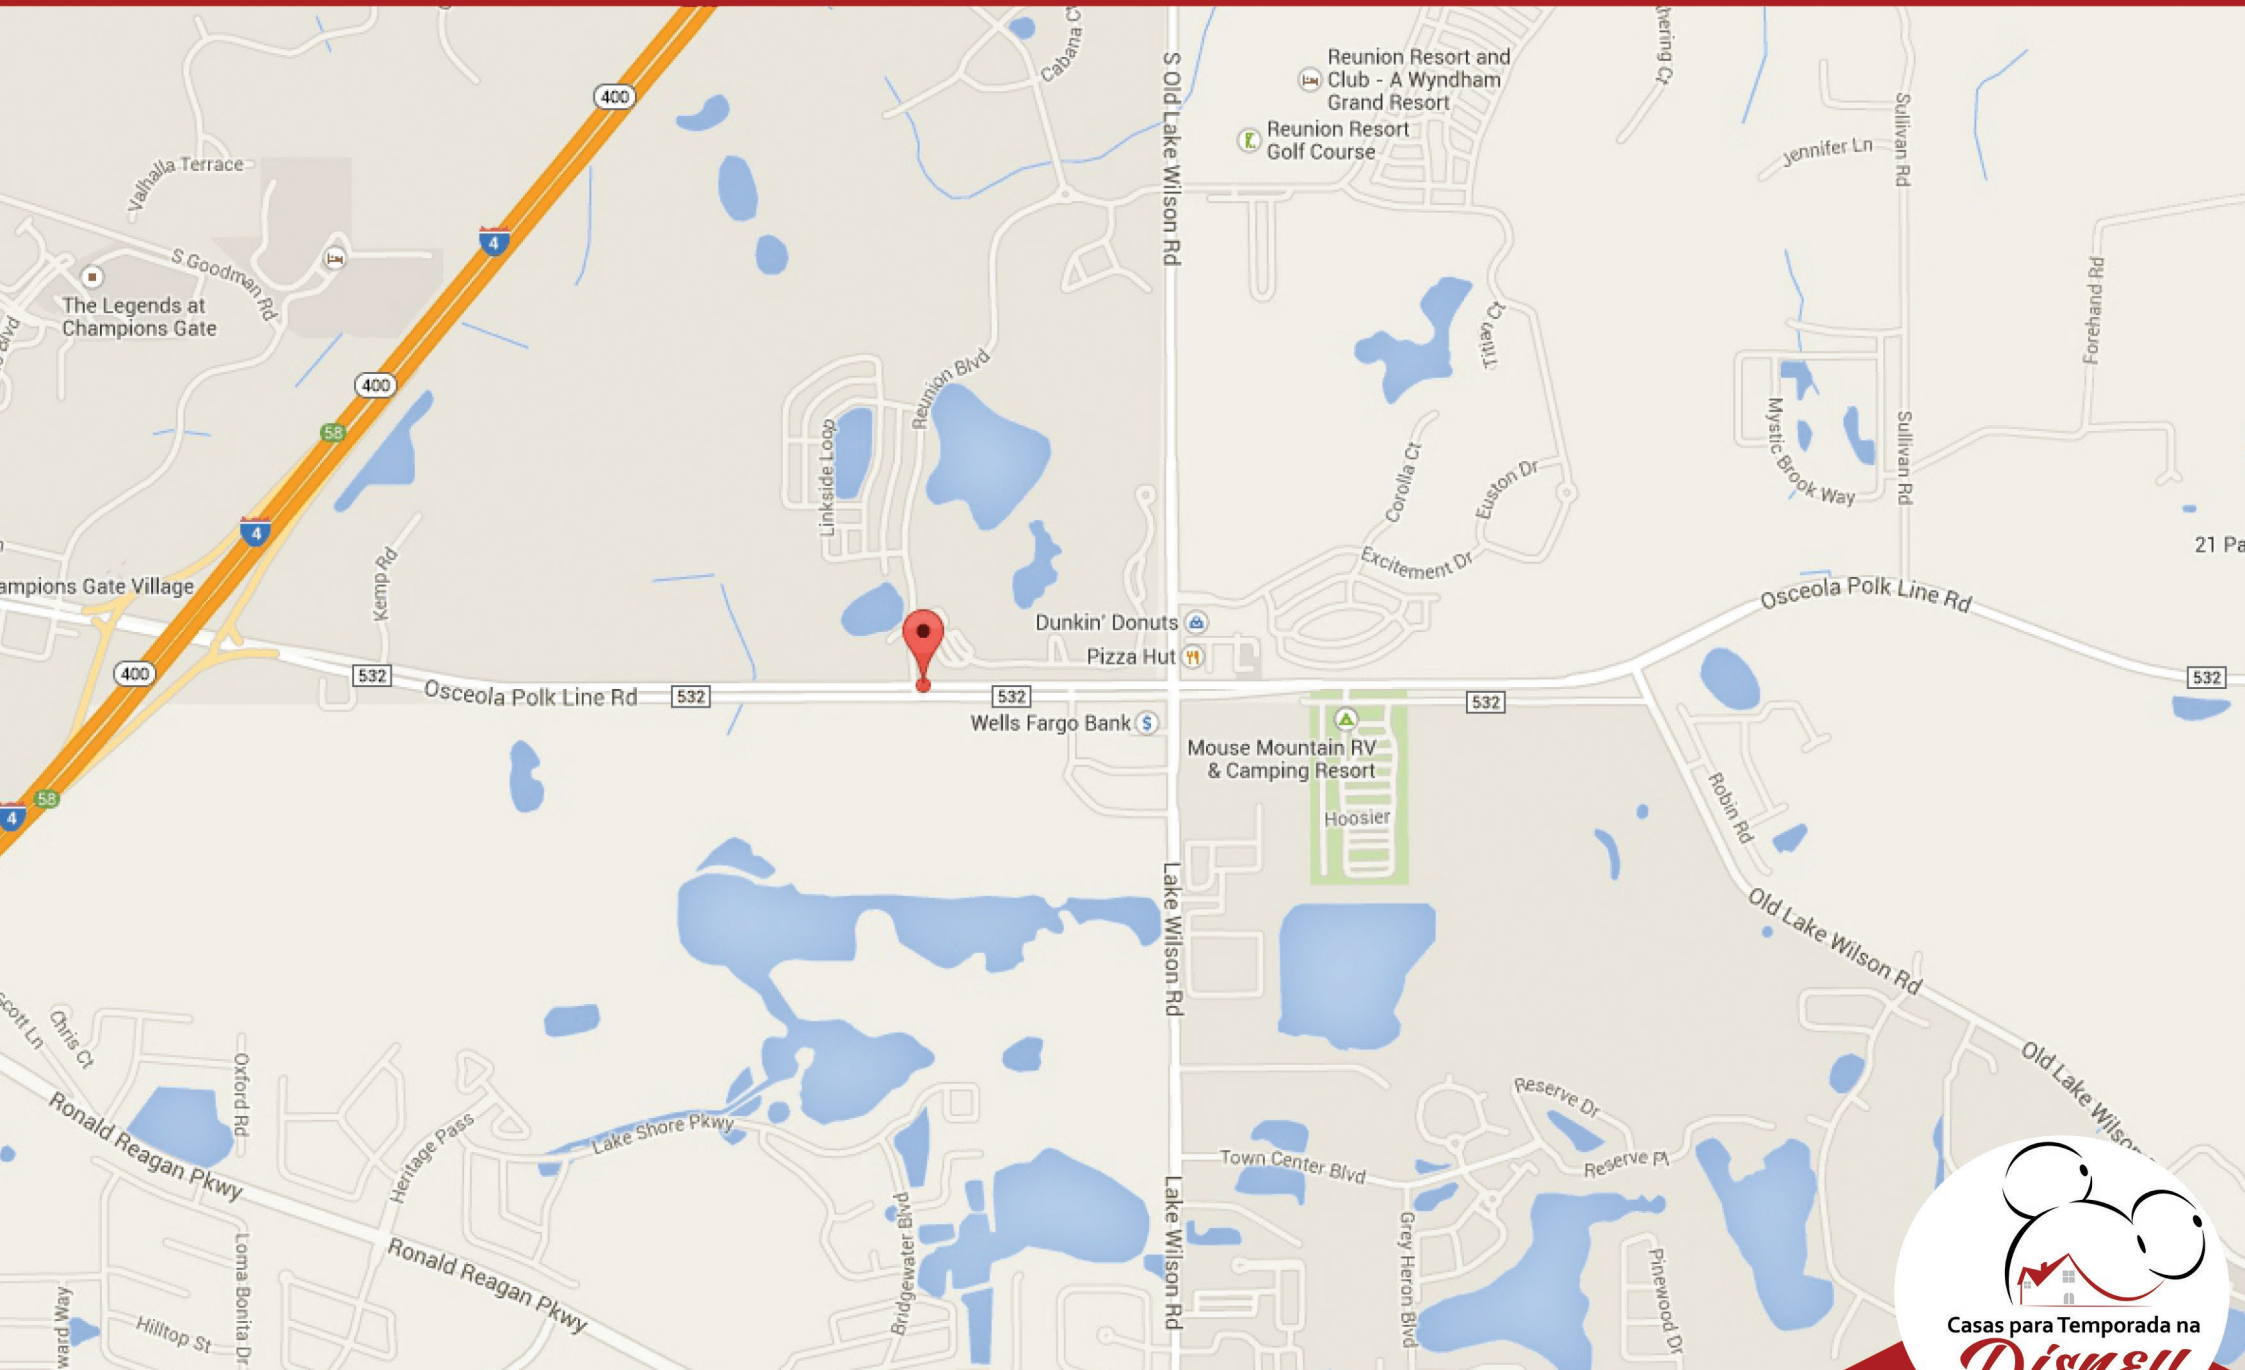 Cabana Ct
400
S Old Lake Wilson Rd
Reunion Resort and
Club - A Wyndham
Grand Resort
Reunion Resort
Golf Course
Sullivan Rd
Jennifer Ln
Valhalla Terrace
4
S Goodman Rd
The Legends at
Champions Gate
Forehand Rd
Titian Ct
Reunion Blvd
400
58
Linkside Loop
Corolla Ct
Euston Dr
Mystic Brook Way
Sullivan Rd
4
21 Pa
Excitement Dr
Kemp Rd
ampions Gate Village
Osceola Polk Line Rd
Dunkin' Donuts
Pizza Hut
400
532
Osceola Polk Line Rd
532
532
532
532
Wells Fargo Bank
$
Mouse Mountain RV
& Camping Resort
Hoosier
58
4
Robin Rd
Lake Wilson Rd
Old Lake Wilson Rd
scott Ln
Chris Ct
Oxford Rd
Old Lake Wilso
Ronald Reagan Pkwy
Heritage Pass
Lake Shore Pkwy
Reserve Dr
Town Center Blvd
Reserve Pl
Bridgewater Blvd
Lake Wilson Rd
Grey Heron Blvd
Pinewood Dr
Loma Bonita Dr
Ronald Reagan Pkwy
Hilltop St
ward Way
Casas para Temporada na
Disney